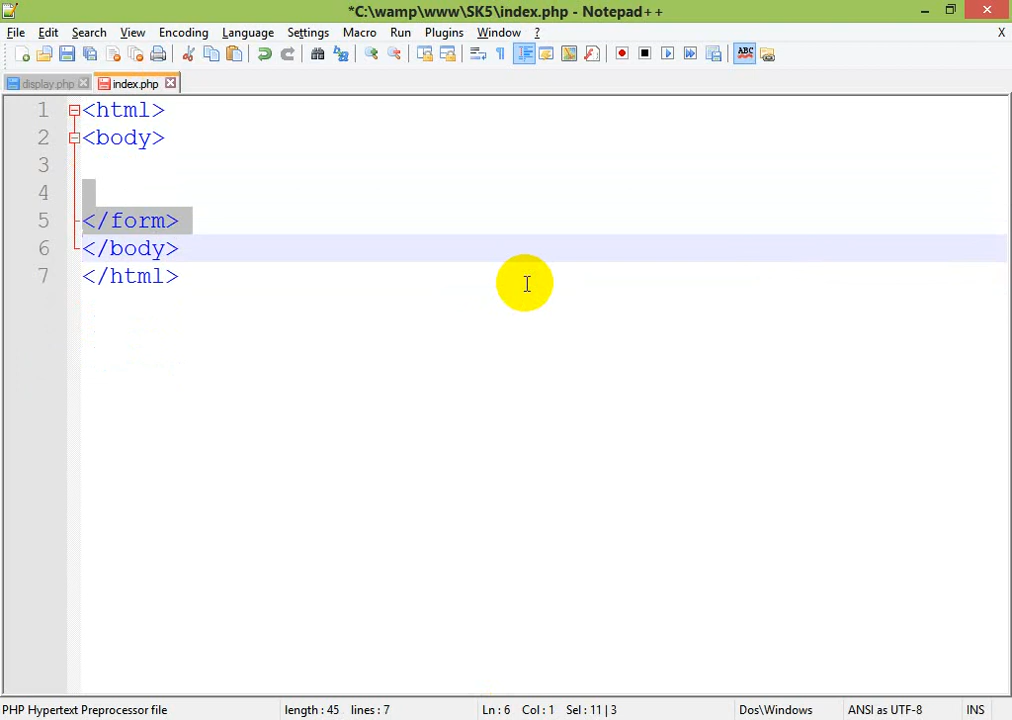 *C:\wamp\www\SK5\index.php - Notepad++
File Edit Search View Encoding Language Settings Macro Run Plugins Window ? X
ABC
display.php index.php
1 <html>
2 <body>
3
4
5 </form>
6 </body>
7 </html>
PHP Hypertext Preprocessor file length : 45 lines : 7 Ln : 6 Col : 1 Sel : 11 | 3 Dos\Windows ANSI as UTF-8 INS